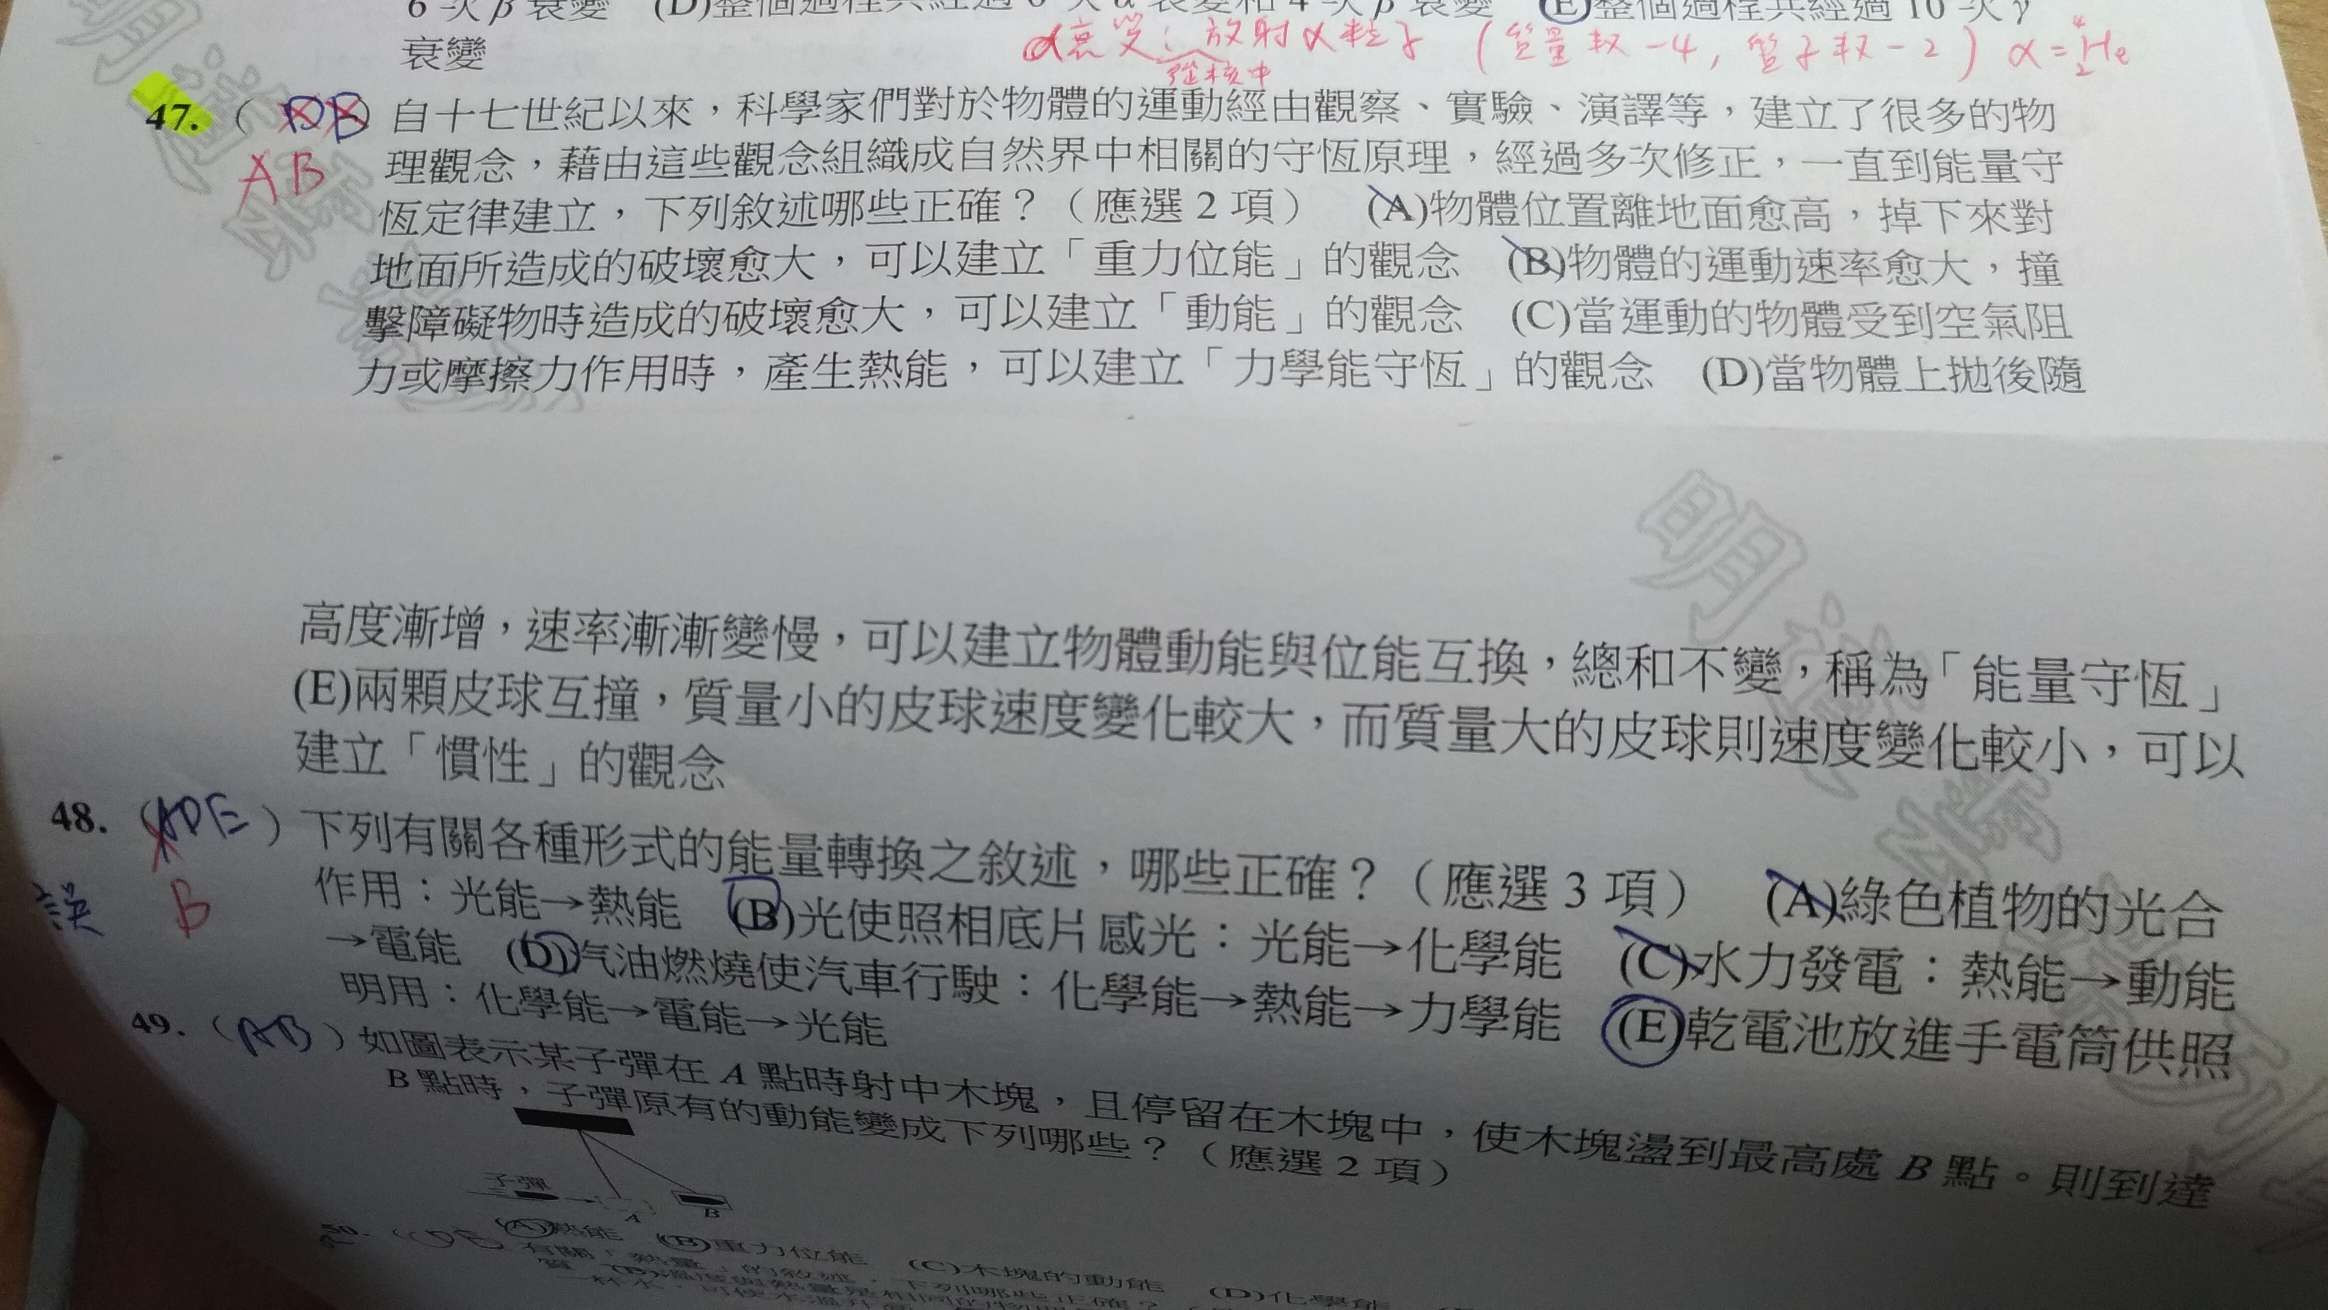 6 次 β 衰變 (D)整個過程共經過 6 次 α 衰變和 4 次 β 衰變 (E)整個過程共經過 10 次 γ
衰變
α衰變：放射α粒子 (質量數-4, 質子數-2) α=⁴₂He
從核中
47. ( DB ) 自十七世紀以來，科學家們對於物體的運動經由觀察、實驗、演譯等，建立了很多的物
AB
理觀念，藉由這些觀念組織成自然界中相關的守恆原理，經過多次修正，一直到能量守
恆定律建立，下列敘述哪些正確？（應選 2 項） (A)物體位置離地面愈高，掉下來對
地面所造成的破壞愈大，可以建立「重力位能」的觀念 (B)物體的運動速率愈大，撞
擊障礙物時造成的破壞愈大，可以建立「動能」的觀念 (C)當運動的物體受到空氣阻
力或摩擦力作用時，產生熱能，可以建立「力學能守恆」的觀念 (D)當物體上拋後隨
高度漸增，速率漸漸變慢，可以建立物體動能與位能互換，總和不變，稱為「能量守恆」
(E)兩顆皮球互撞，質量小的皮球速度變化較大，而質量大的皮球則速度變化較小，可以
建立「慣性」的觀念
48. ( ADE ) 下列有關各種形式的能量轉換之敘述，哪些正確？（應選 3 項） (A)綠色植物的光合
誤 B
作用：光能→熱能 (B)光使照相底片感光：光能→化學能 (C)水力發電：熱能→動能
→電能 (D)汽油燃燒使汽車行駛：化學能→熱能→力學能 (E)乾電池放進手電筒供照
明用：化學能→電能→光能
49. ( AB ) 如圖表示某子彈在 A 點時射中木塊，且停留在木塊中，使木塊盪到最高處 B 點。則到達
B 點時，子彈原有的動能變成下列哪些？（應選 2 項）
子彈
A
B
(A)熱能 (B)重力位能 (C)木塊的動能 (D)化學能
50. 有關「熱量」的敘述，下列哪些正確？